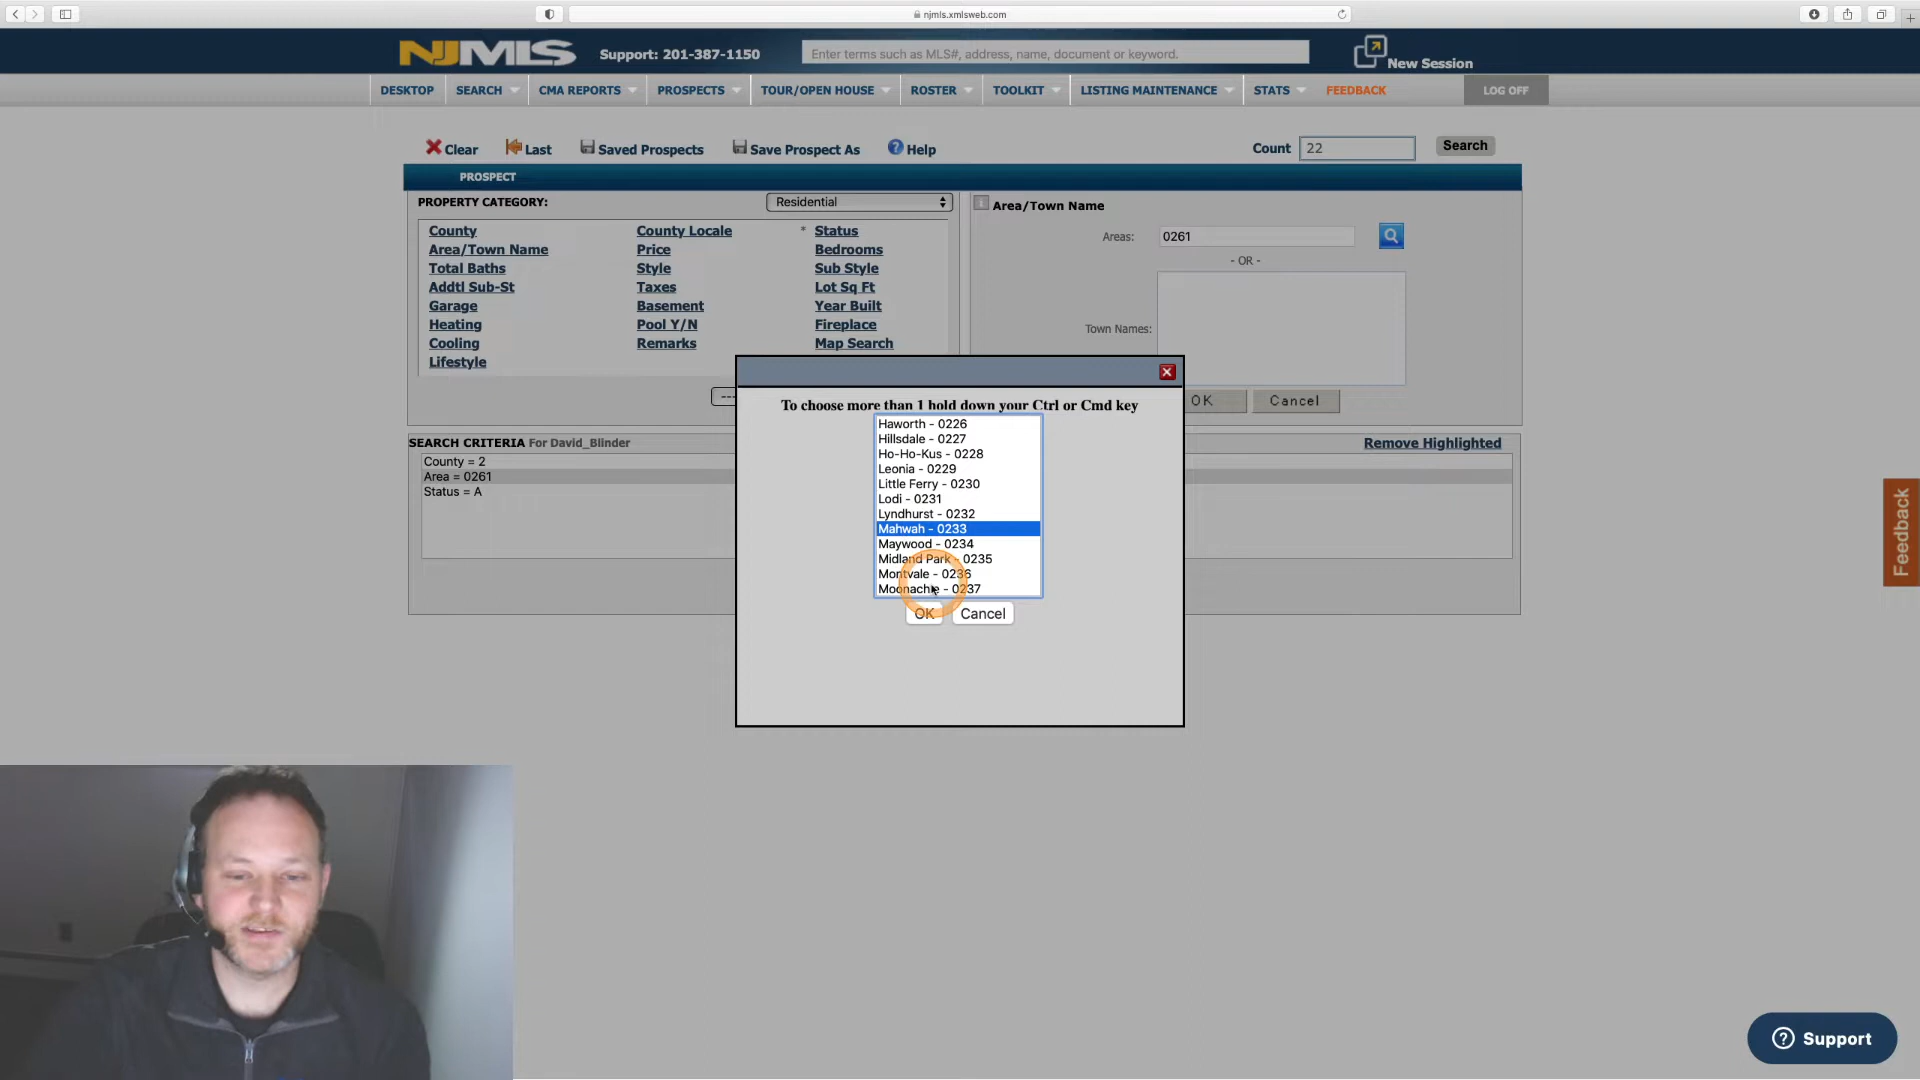 njmls.xmlsweb.com
NJMLS
Support: 201-387-1150
Enter terms such as MLS#, address, name, document or keyword.
New Session
DESKTOP SEARCH CMA REPORTS PROSPECTS TOUR/OPEN HOUSE ROSTER TOOLKIT LISTING MAINTENANCE STATS FEEDBACK LOG OFF
Clear Last Saved Prospects Save Prospect As Help Count 22 Search
PROSPECT
PROPERTY CATEGORY: Residential
County County Locale * Status
Area/Town Name Price Bedrooms
Total Baths Style Sub Style
Addtl Sub-St Taxes Lot Sq Ft
Garage Basement Year Built
Heating Pool Y/N Fireplace
Cooling Remarks Map Search
Lifestyle
Area/Town Name
Areas: 0261
- OR -
Town Names:
OK Cancel
SEARCH CRITERIA For David_Blinder
Remove Highlighted
County = 2
Area = 0261
Status = A
To choose more than 1 hold down your Ctrl or Cmd key
Haworth - 0226
Hillsdale - 0227
Ho-Ho-Kus - 0228
Leonia - 0229
Little Ferry - 0230
Lodi - 0231
Lyndhurst - 0232
Mahwah - 0233
Maywood - 0234
Midland Park - 0235
Montvale - 0236
Moonachie - 0237
OK Cancel
Feedback
? Support